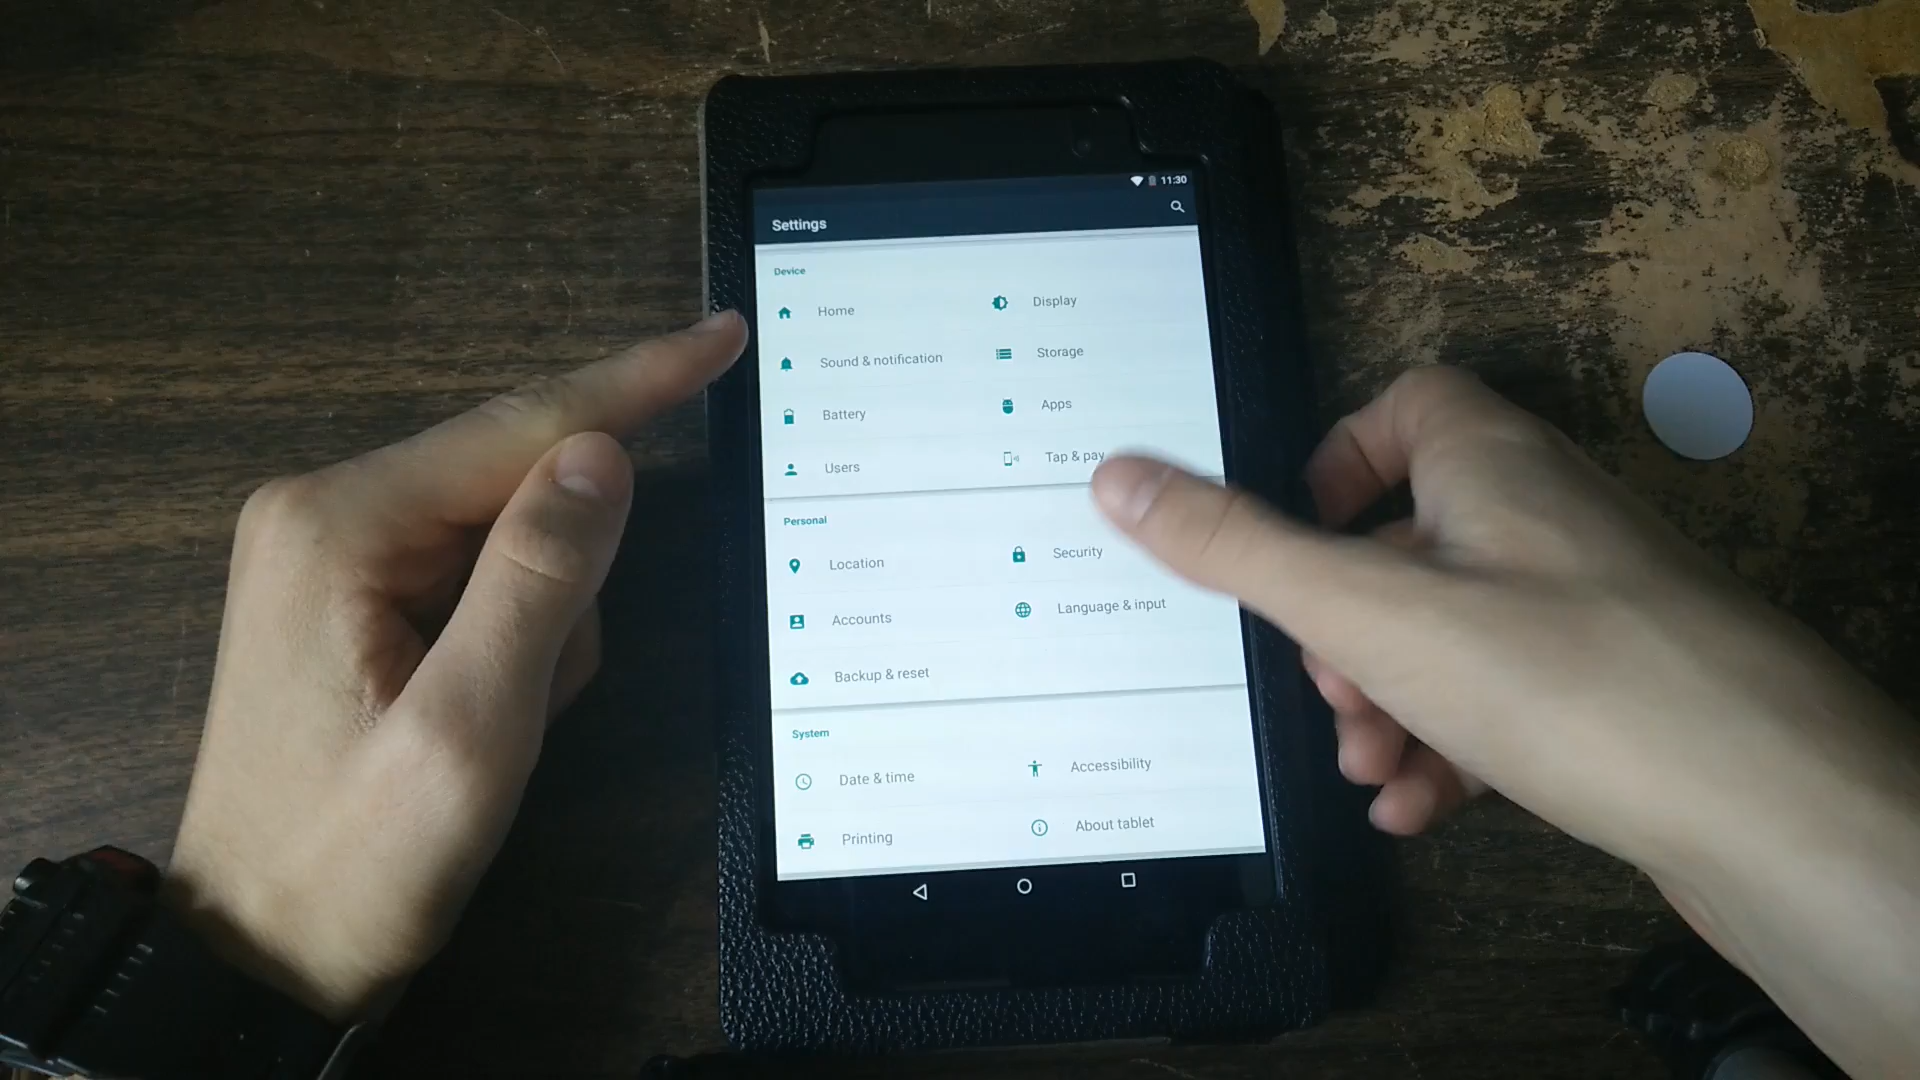 11:30
Settings
Device
Home
Display
Sound & notification
Storage
Battery
Apps
Users
Tap & pay
Personal
Location
Security
Accounts
Language & input
Backup & reset
System
Date & time
Accessibility
Printing
About tablet